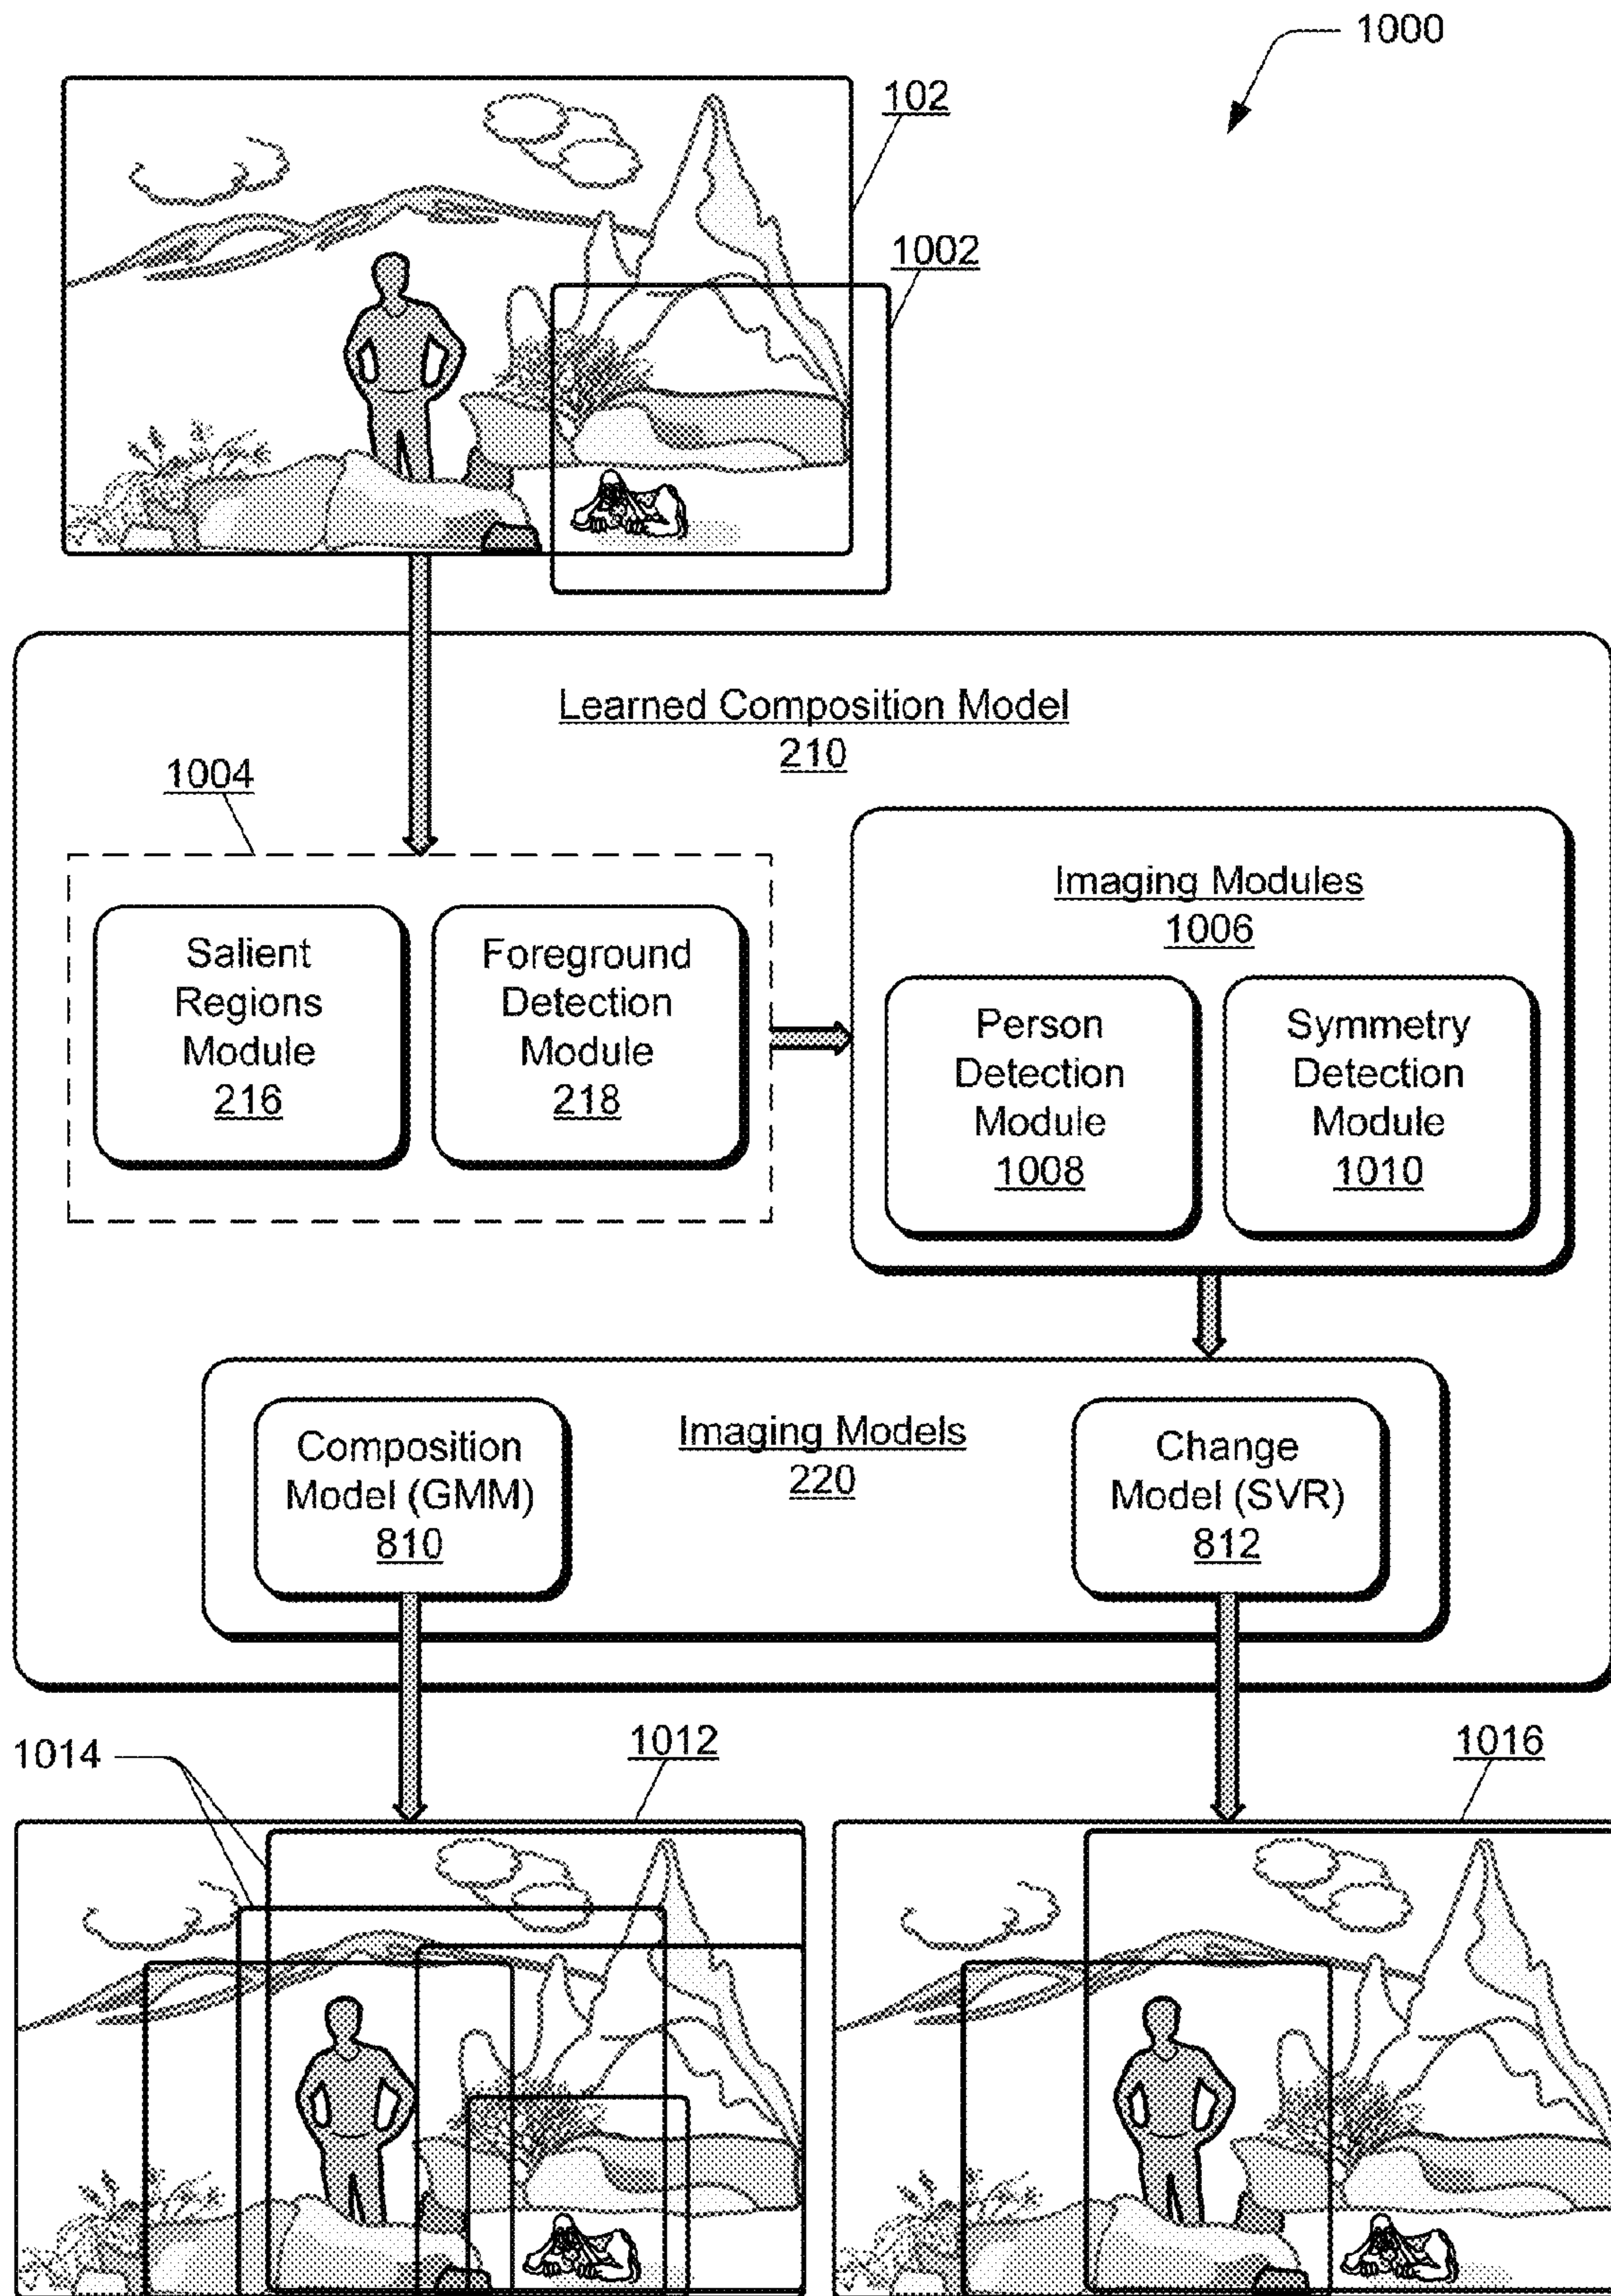 1000
102
1002
Learned Composition Model
210
1004
Imaging Modules
1006
Salient
Regions
Module
216
Foreground
Detection
Module
218
Person
Detection
Module
1008
Symmetry
Detection
Module
1010
Imaging Models
220
Composition
Model (GMM)
810
Change
Model (SVR)
812
1014
1012
1016